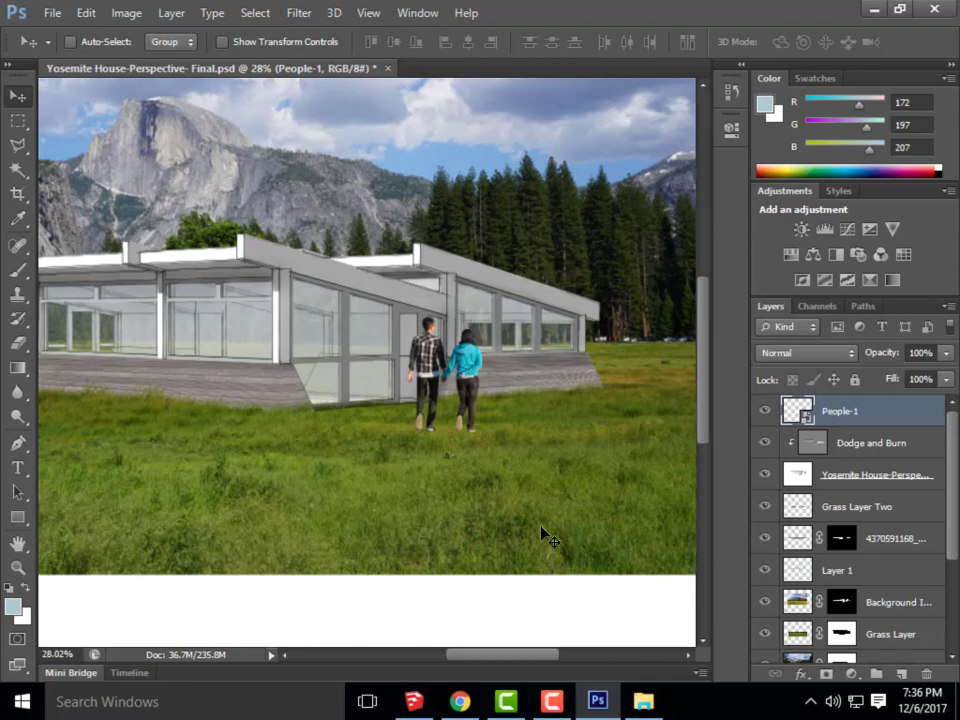 Ps File Edit Image Layer Type Select Filter 3D View Window Help
Auto-Select: Group Show Transform Controls 3D Mode:
Yosemite House-Perspective- Final.psd @ 28% (People-1, RGB/8#) * ×
Color Swatches
R 172
G 197
B 207
Adjustments Styles
Add an adjustment
Layers Channels Paths
Kind
Normal Opacity: 100%
Lock: Fill: 100%
People-1
Dodge and Burn
Yosemite House-Perspe...
Grass Layer Two
4370591168_...
Layer 1
Background I...
Grass Layer
28.02% Doc: 36.7M/235.8M
Mini Bridge Timeline
Search Windows
7:36 PM
12/6/2017